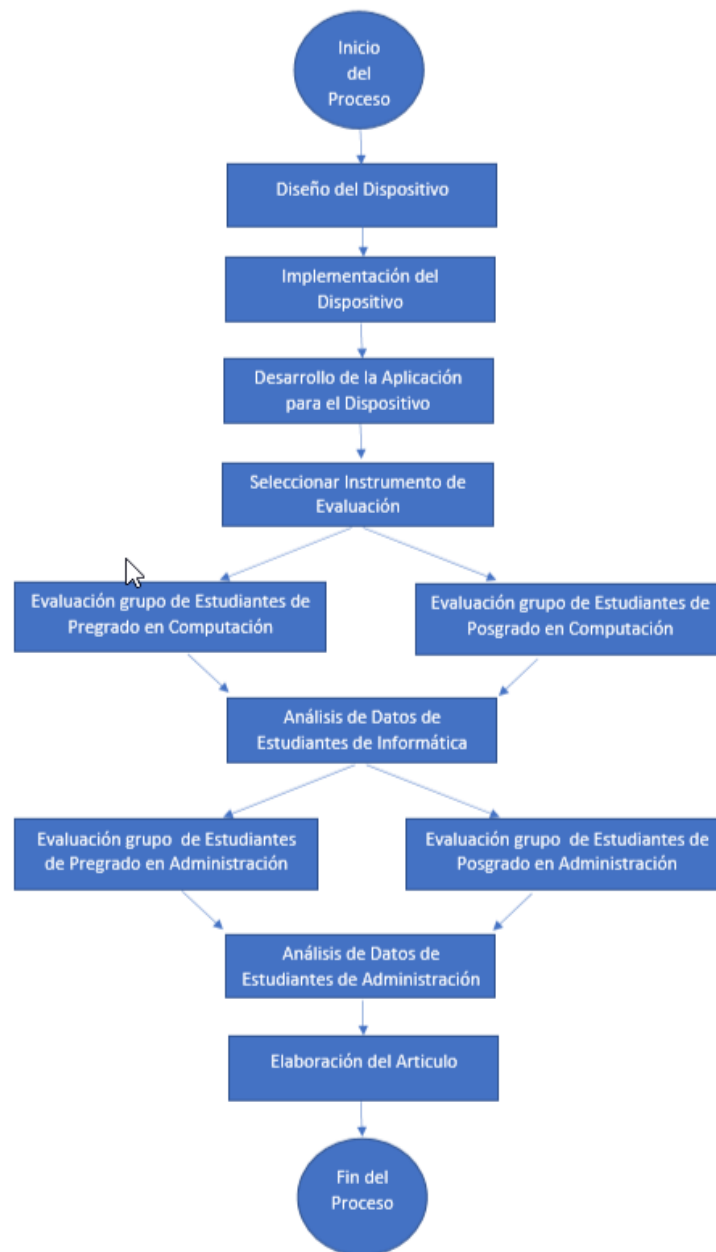 Inicio
del
Proceso
Diseño del Dispositivo
Implementación del
Dispositivo
Desarrollo de la Aplicación
para el Dispositivo
Seleccionar Instrumento de
Evaluación
Evaluación grupo de Estudiantes de
Pregrado en Computación
Evaluación grupo de Estudiantes de
Posgrado en Computación
Análisis de Datos de
Estudiantes de Informática
Evaluación grupo de Estudiantes
de Pregrado en Administración
Evaluación grupo de Estudiantes de
Posgrado en Administración
Análisis de Datos de
Estudiantes de Administración
Elaboración del Articulo
Fin del
Proceso